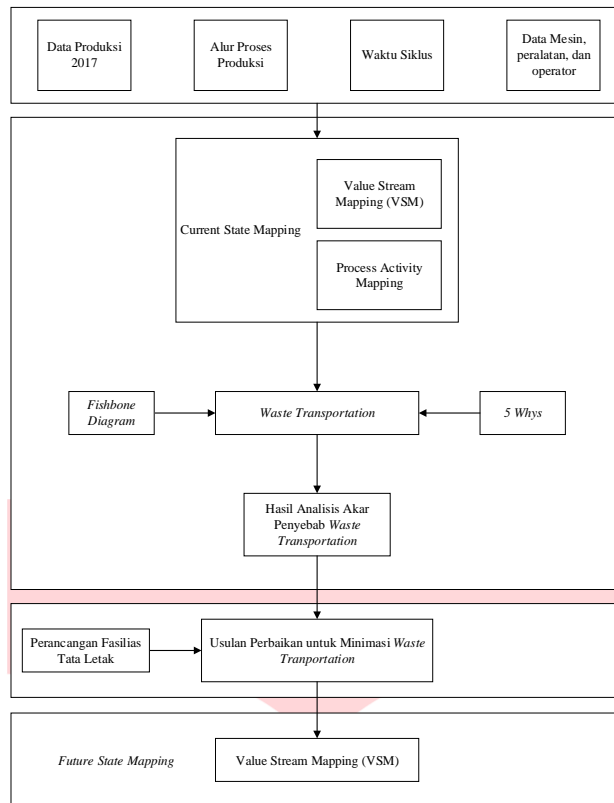 Data Produksi
2017
Alur Proses
Produksi
Waktu Siklus
Data Mesin,
peralatan, dan
operator
Current State Mapping
Value Stream
Mapping (VSM)
Process Activity
Mapping
Fishbone
Diagram
Waste Transportation
5 Whys
Hasil Analisis Akar
Penyebab Waste
Transportation
Perancangan Fasilias
Tata Letak
Usulan Perbaikan untuk Minimasi Waste
Tranportation
Future State Mapping
Value Stream Mapping (VSM)